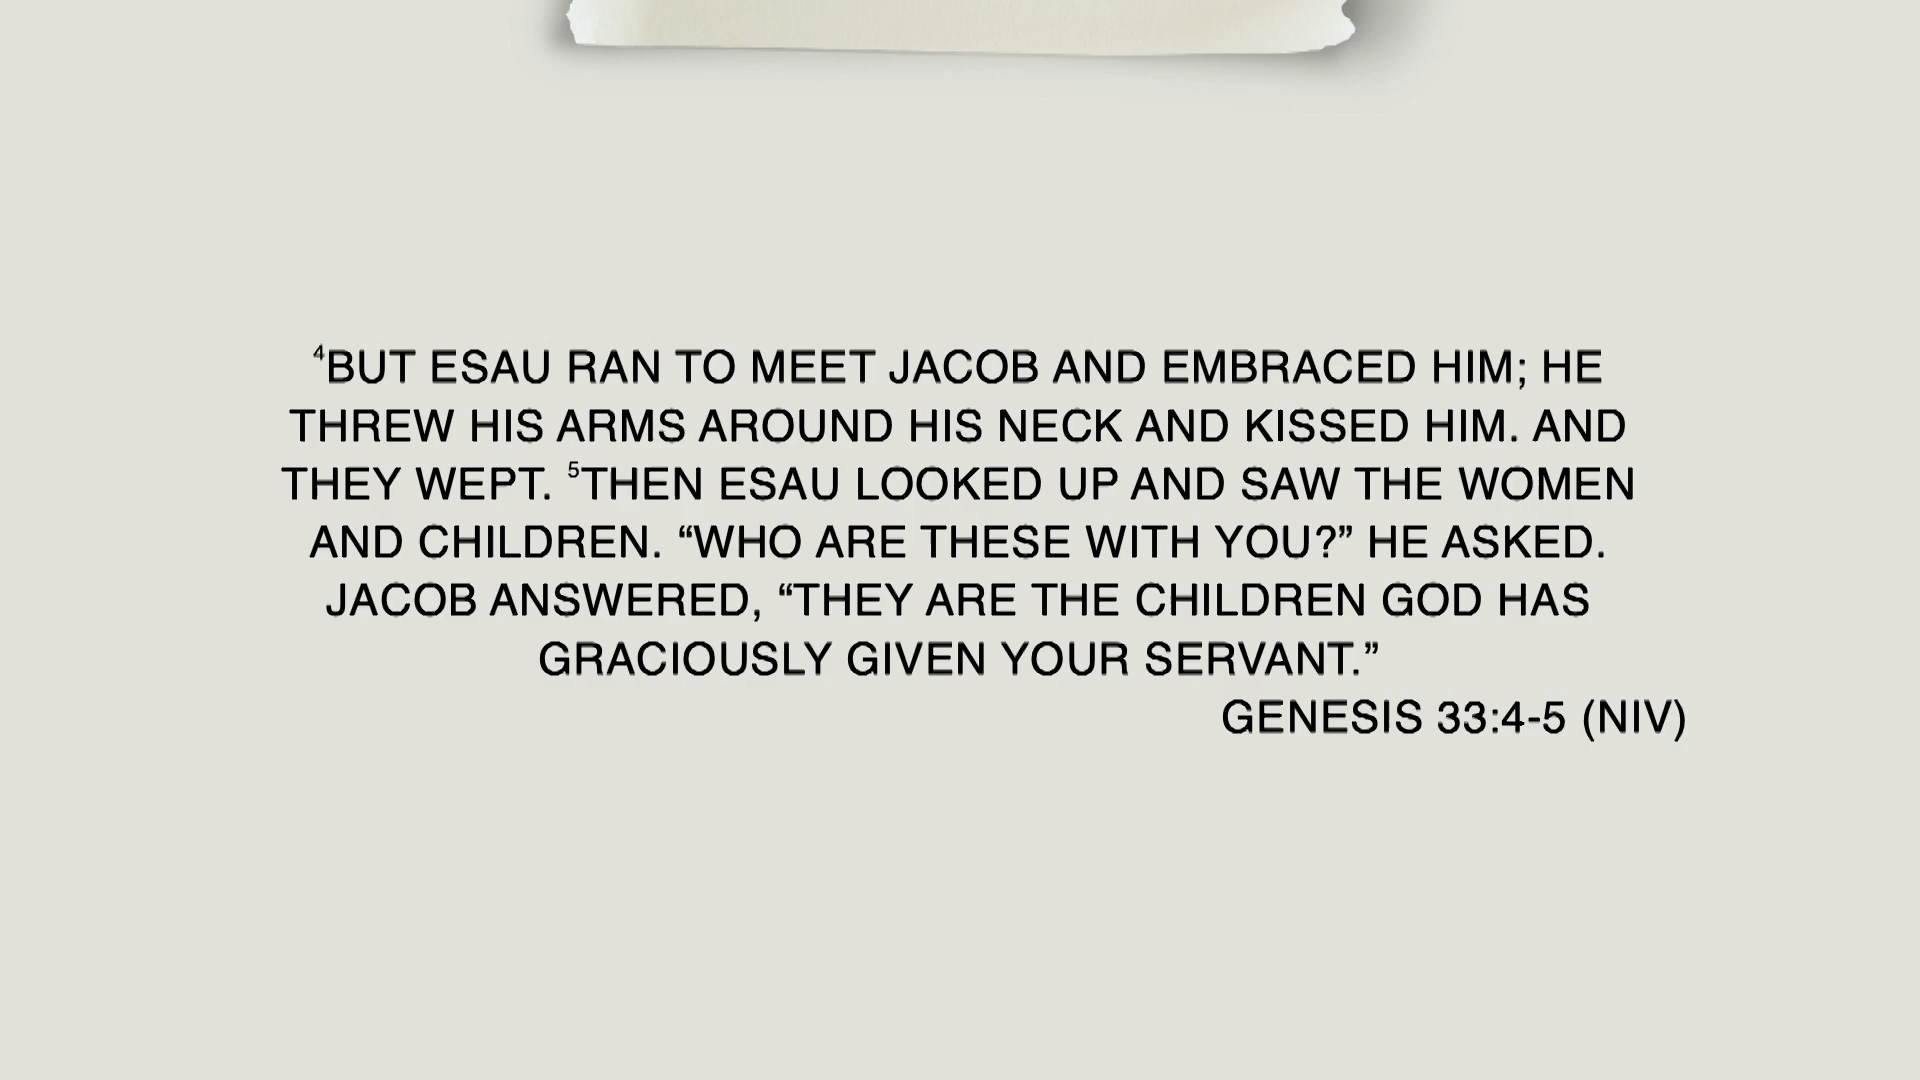 ⁴BUT ESAU RAN TO MEET JACOB AND EMBRACED HIM; HE
THREW HIS ARMS AROUND HIS NECK AND KISSED HIM. AND
THEY WEPT. ⁵THEN ESAU LOOKED UP AND SAW THE WOMEN
AND CHILDREN. “WHO ARE THESE WITH YOU?” HE ASKED.
JACOB ANSWERED, “THEY ARE THE CHILDREN GOD HAS
GRACIOUSLY GIVEN YOUR SERVANT.”
GENESIS 33:4-5 (NIV)